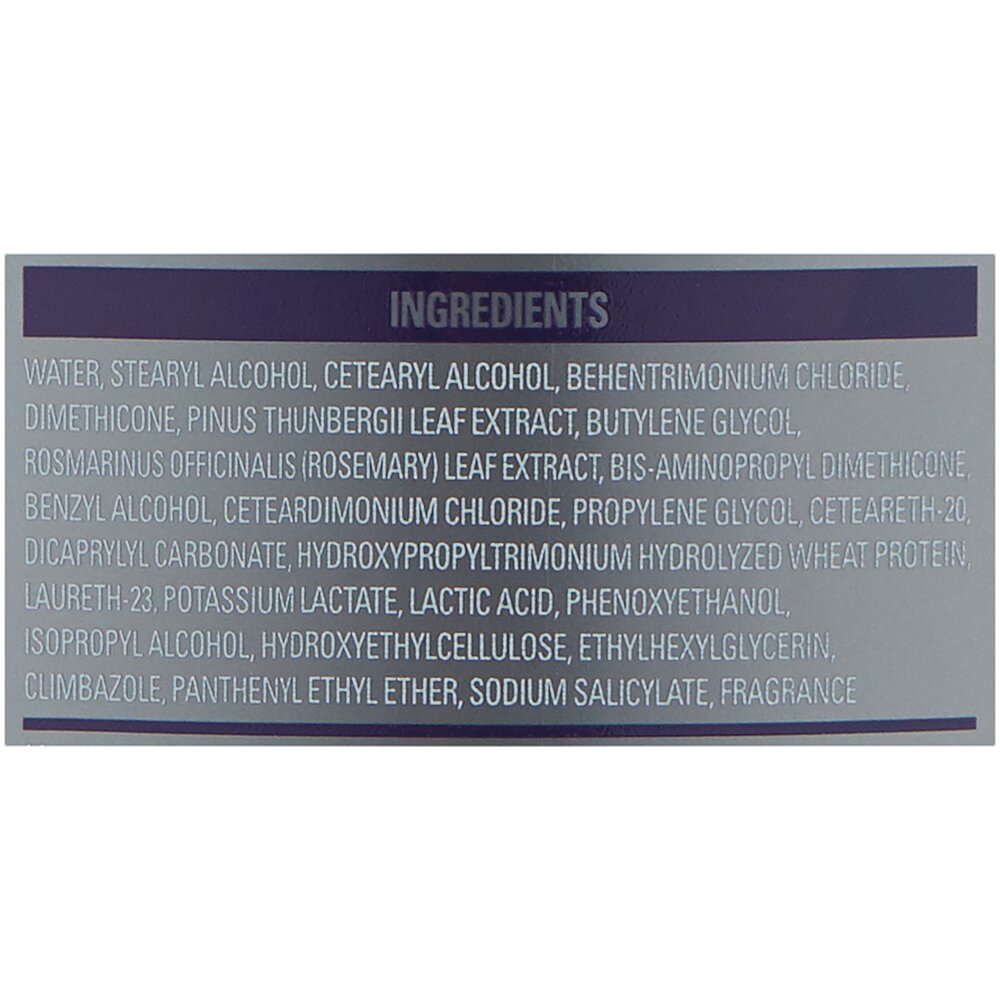 INGREDIENTS
WATER, STEARYL ALCOHOL, CETEARYL ALCOHOL, BEHENTRIMONIUM CHLORIDE,
DIMETHICONE, PINUS THUNBERGII LEAF EXTRACT, BUTYLENE GLYCOL,
ROSMARINUS OFFICINALIS (ROSEMARY) LEAF EXTRACT, BIS-AMINOPROPYL DIMETHICONE,
BENZYL ALCOHOL, CETEARDIMONIUM CHLORIDE, PROPYLENE GLYCOL, CETEARETH-20,
DICAPRYLYL CARBONATE, HYDROXYPROPYLTRIMONIUM HYDROLYZED WHEAT PROTEIN,
LAURETH-23, POTASSIUM LACTATE, LACTIC ACID, PHENOXYETHANOL,
ISOPROPYL ALCOHOL, HYDROXYETHYLCELLULOSE, ETHYLHEXYLGLYCERIN,
CLIMBAZOLE, PANTHENYL ETHYL ETHER, SODIUM SALICYLATE, FRAGRANCE